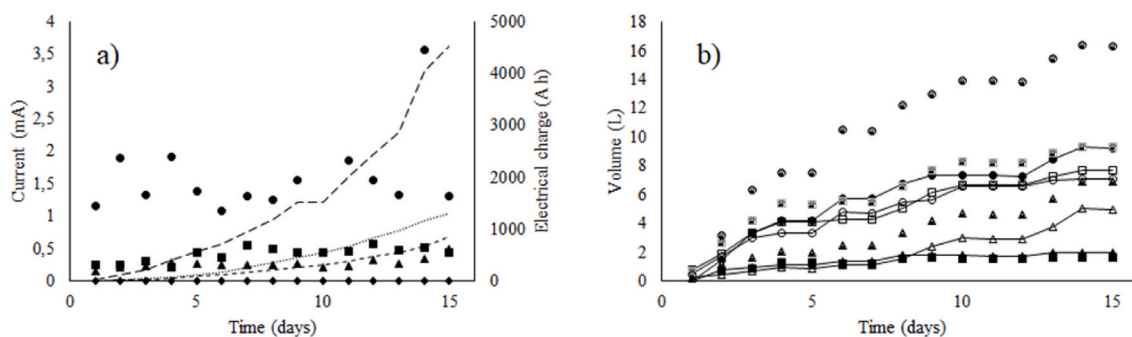 a)
4
3,5
3
2,5
2
1,5
1
0,5
0
Current (mA)
5000
4000
3000
2000
1000
0
Electrical charge (A h)
0 5 10 15
Time (days)
b)
18
16
14
12
10
8
6
4
2
0
Volume (L)
0 5 10 15
Time (days)